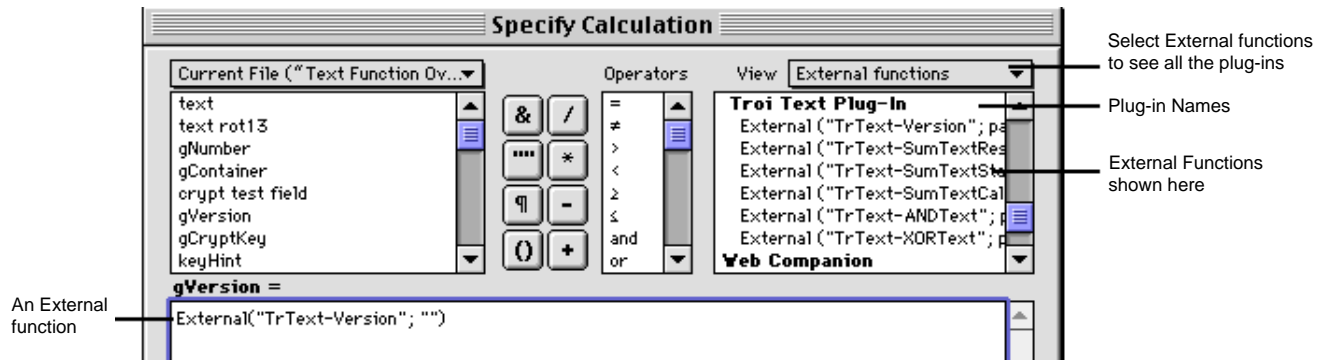 Specify Calculation
Select External functions
to see all the plug-ins
Current File ("Text Function Ov...
Operators
View
External functions
text
text rot13
gNumber
gContainer
crypt test field
gVersion
gCryptKey
keyHint
& /
"" *
¶ -
() +
=
≠
>
<
≥
≤
and
or
Troi Text Plug-In
External ("TrText-Version"; pa
External ("TrText-SumTextRes
External ("TrText-SumTextSta
External ("TrText-SumTextCal
External ("TrText-ANDText"; p
External ("TrText-XORText"; p
Web Companion
Plug-in Names
External Functions
shown here
gVersion =
An External
function
External("TrText-Version"; "")